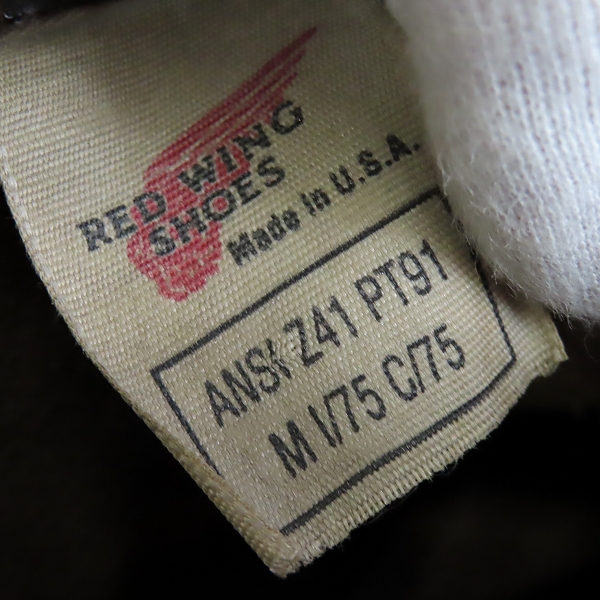 RED WING
SHOES
Made in U.S.A.
ANSI Z41 PT91
M I/75 C/75